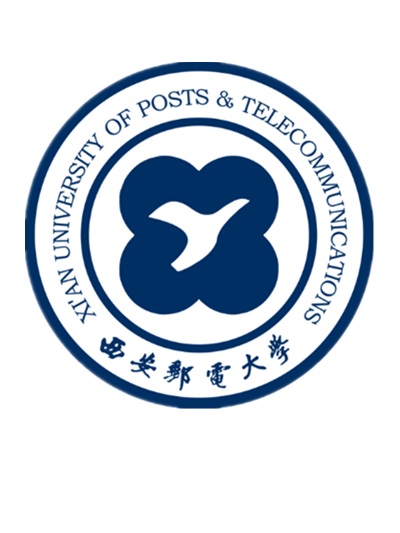 XI'AN UNIVERSITY OF POSTS & TELECOMMUNICATIONS
西安郵電大學